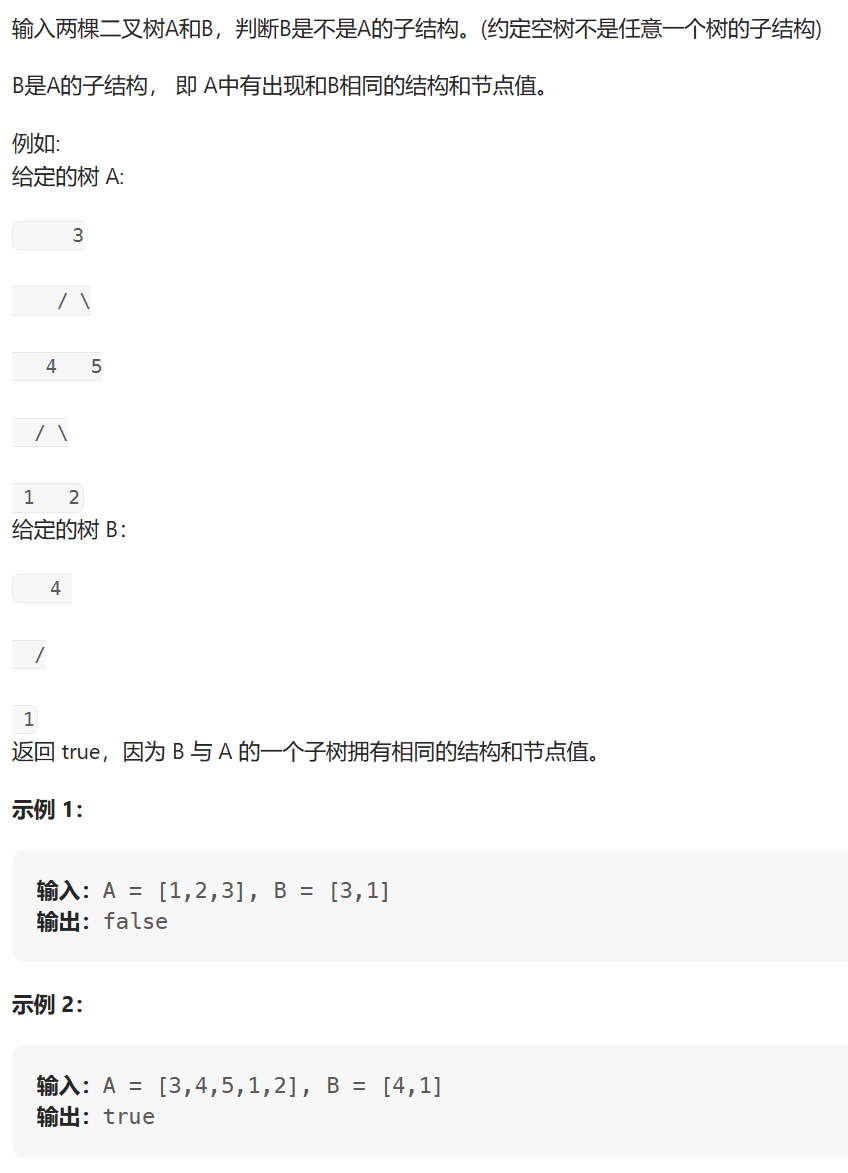 输入两棵二叉树A和B，判断B是不是A的子结构。(约定空树不是任意一个树的子结构)
B是A的子结构， 即 A中有出现和B相同的结构和节点值。
例如:
给定的树 A:
3
/ \
4   5
/ \
1   2
给定的树 B：
4
/
1
返回 true，因为 B 与 A 的一个子树拥有相同的结构和节点值。
示例 1：
输入：A = [1,2,3], B = [3,1]
输出：false
示例 2：
输入：A = [3,4,5,1,2], B = [4,1]
输出：true